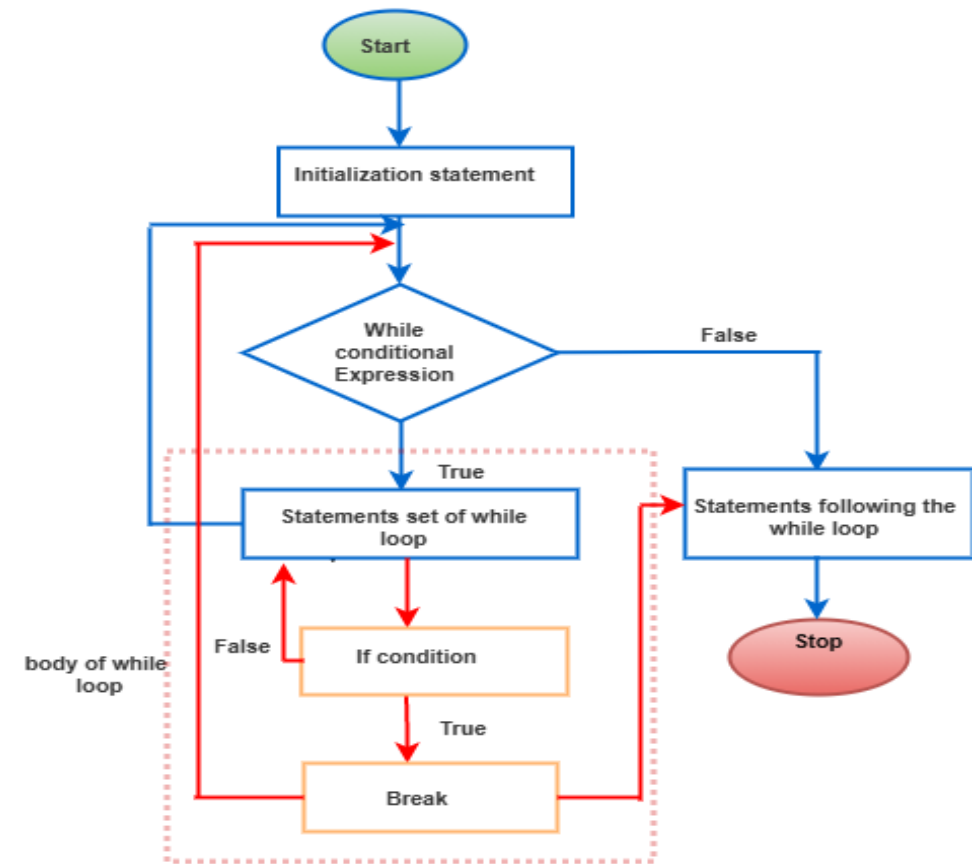 Start
Initialization statement
While
conditional
Expression
False
True
Statements set of while
loop
Statements following the
while loop
False
If condition
Stop
body of while
loop
True
Break